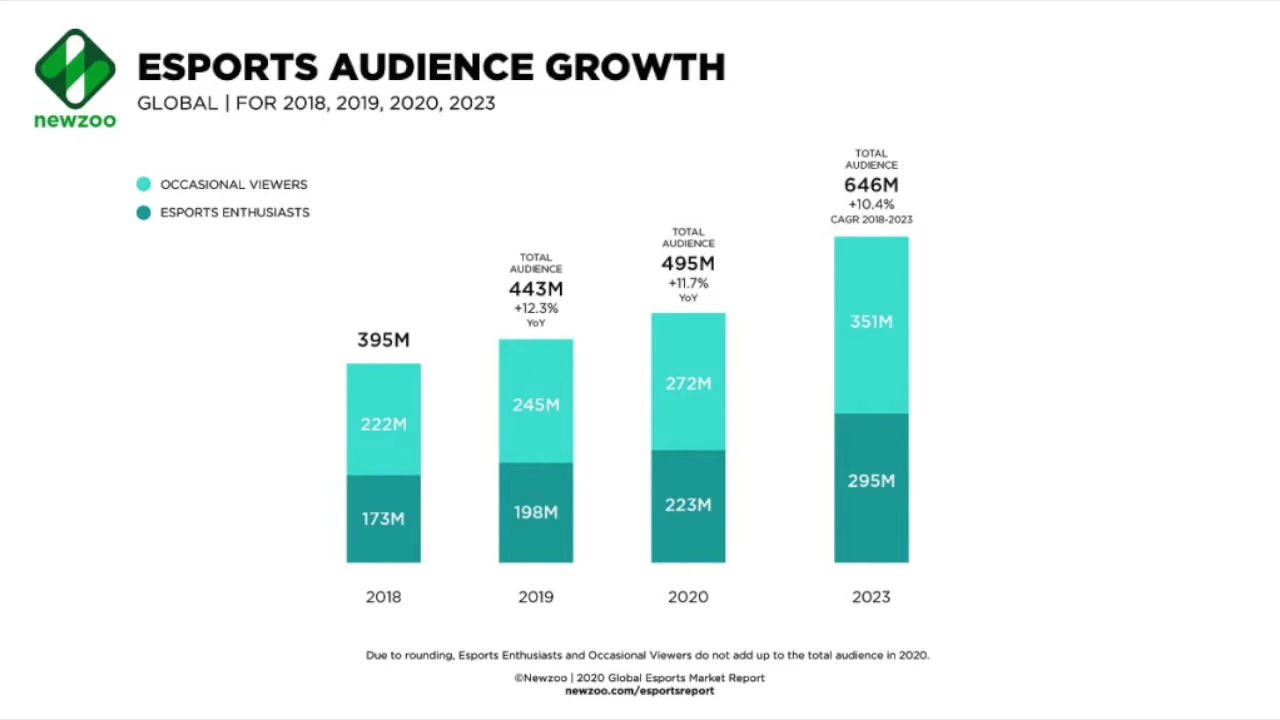 ESPORTS AUDIENCE GROWTH
GLOBAL | FOR 2018, 2019, 2020, 2023
newzoo
OCCASIONAL VIEWERS
ESPORTS ENTHUSIASTS
395M
222M
173M
2018
TOTAL
AUDIENCE
443M
+12.3%
YoY
245M
198M
2019
TOTAL
AUDIENCE
495M
+11.7%
YoY
272M
223M
2020
TOTAL
AUDIENCE
646M
+10.4%
CAGR 2018-2023
351M
295M
2023
Due to rounding, Esports Enthusiasts and Occasional Viewers do not add up to the total audience in 2020.
©Newzoo | 2020 Global Esports Market Report
newzoo.com/esportsreport